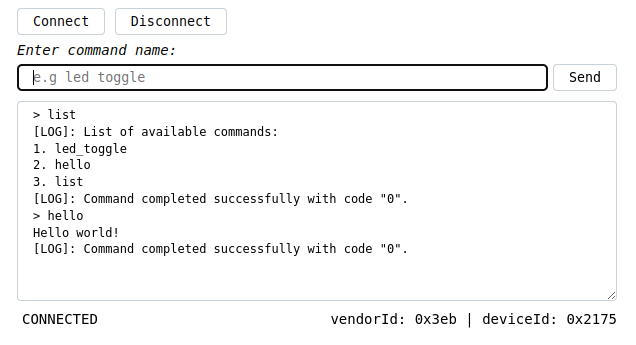 Connect Disconnect
Enter command name:
e.g led toggle Send
> list
[LOG]: List of available commands:
1. led_toggle
2. hello
3. list
[LOG]: Command completed successfully with code "0".
> hello
Hello world!
[LOG]: Command completed successfully with code "0".
CONNECTED vendorId: 0x3eb | deviceId: 0x2175